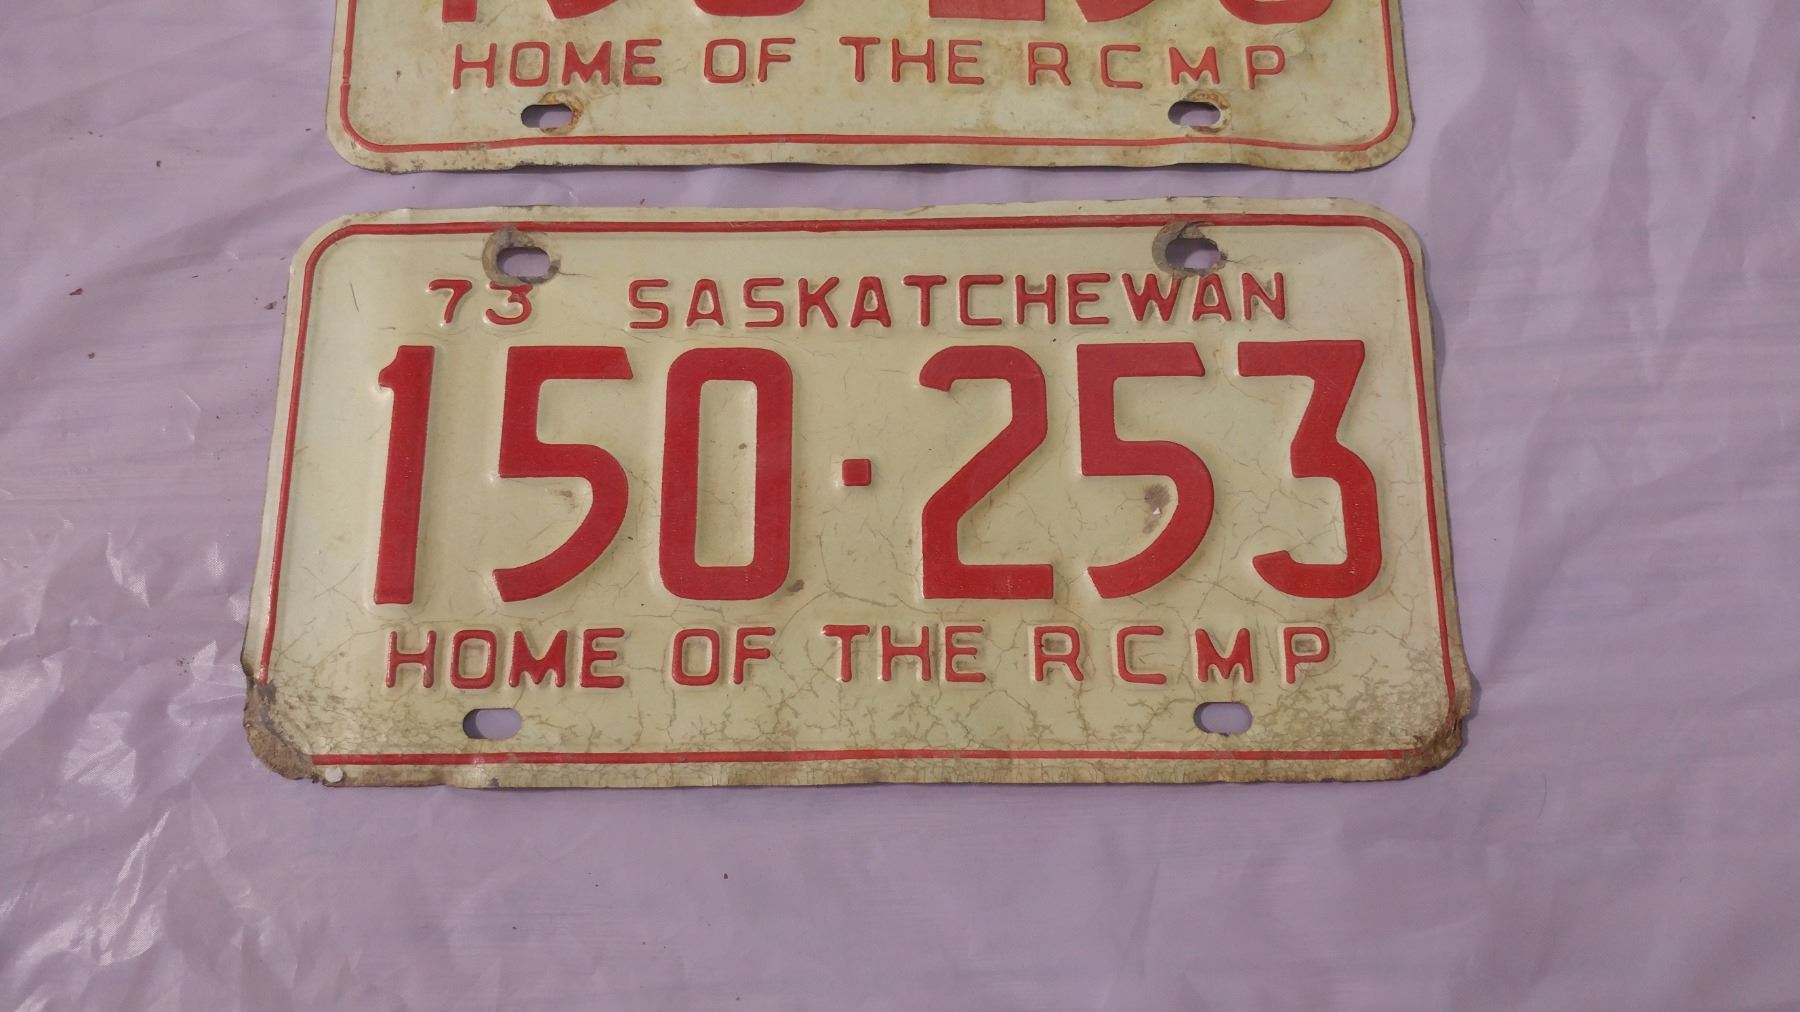 HOME OF THE RCMP
73 SASKATCHEWAN
150·253
HOME OF THE RCMP